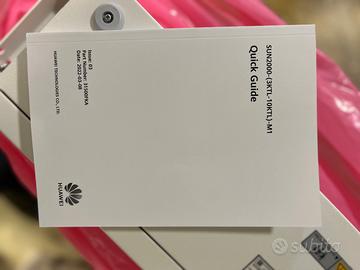 SUN2000-(3KTL-10KTL)-M1
Quick Guide
Issue: 03
Part Number: 31500FKA
Date: 2022-03-08
HUAWEI TECHNOLOGIES CO., LTD.
HUAWEI
subito